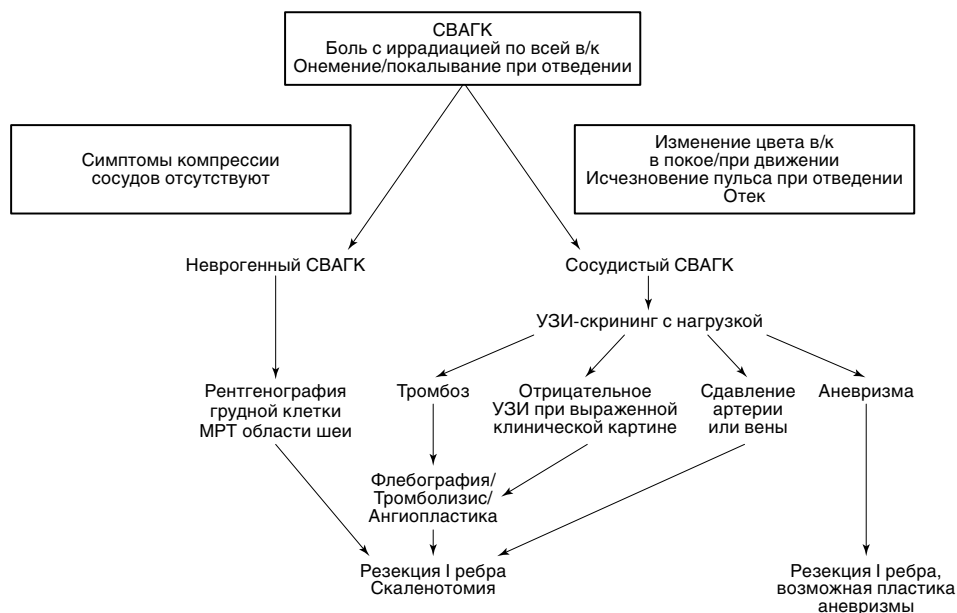 СВАГК
Боль с иррадиацией по всей в/к
Онемение/покалывание при отведении
Симптомы компрессии
сосудов отсутствуют
Изменение цвета в/к
в покое/при движении
Исчезновение пульса при отведении
Отек
Неврогенный СВАГК
Сосудистый СВАГК
УЗИ-скрининг с нагрузкой
Рентгенография
грудной клетки
МРТ области шеи
Тромбоз
Отрицательное
УЗИ при выраженной
клинической картине
Сдавление
артерии
или вены
Аневризма
Флебография/
Тромболизис/
Ангиопластика
Резекция I ребра
Скаленотомия
Резекция I ребра,
возможная пластика
аневризмы